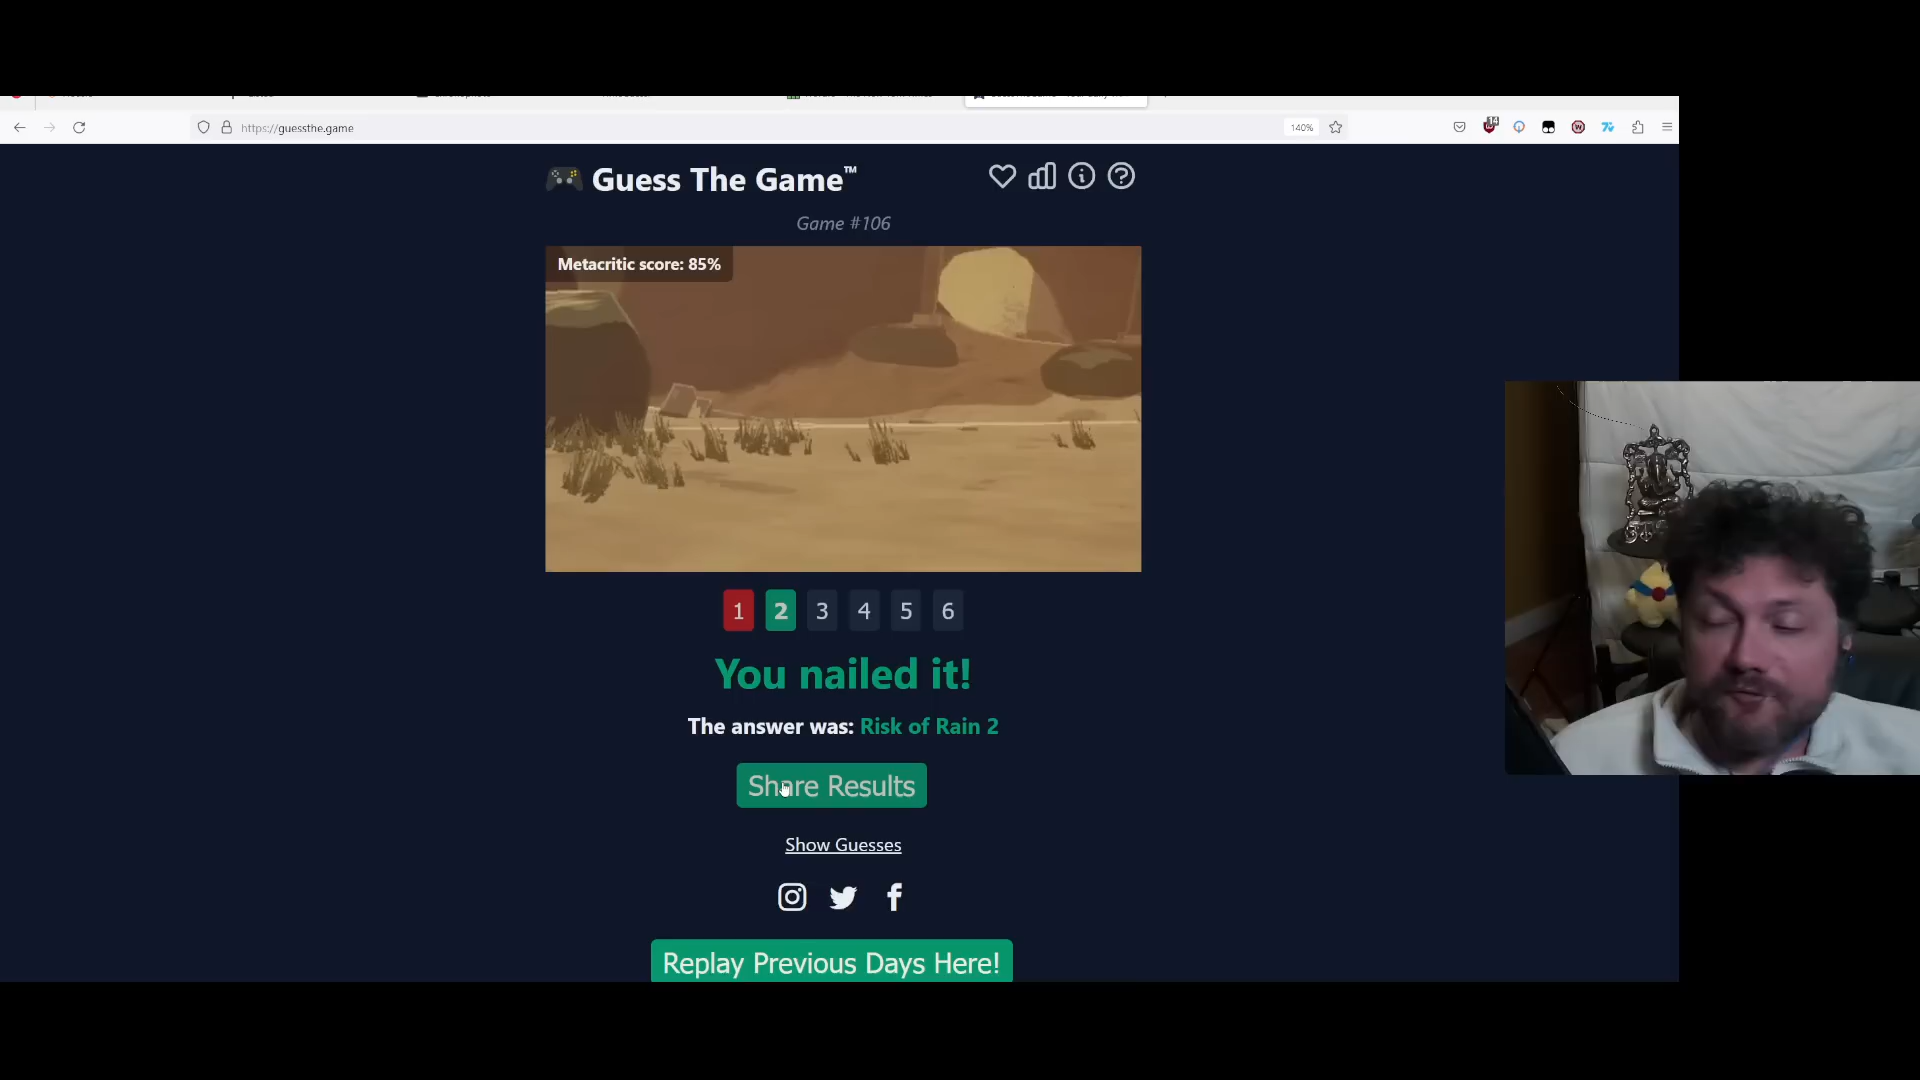 https://guessthe.game
140%
14
Guess The Game™
Game #106
Metacritic score: 85%
1 2 3 4 5 6
You nailed it!
The answer was: Risk of Rain 2
Share Results
Show Guesses
Replay Previous Days Here!